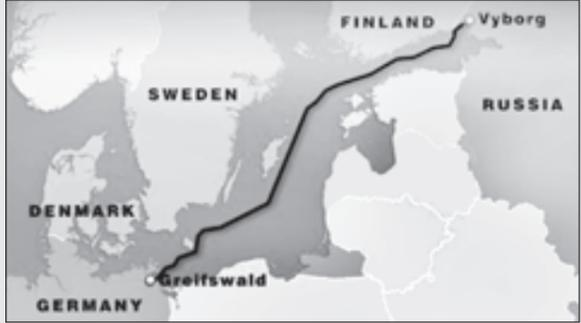 FINLAND
Vyborg
SWEDEN
RUSSIA
DENMARK
Greifswald
GERMANY